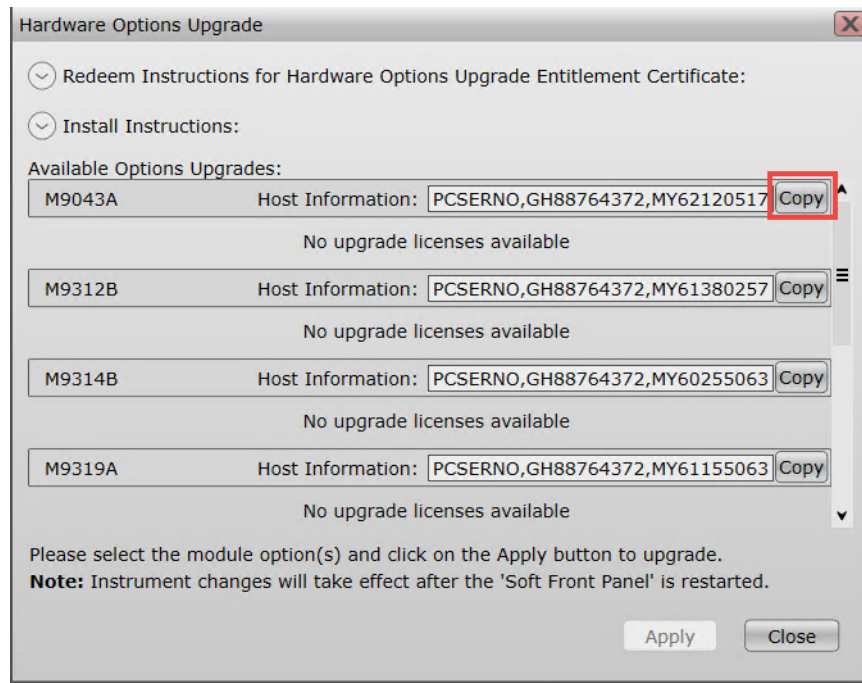 Hardware Options Upgrade
Redeem Instructions for Hardware Options Upgrade Entitlement Certificate:
Install Instructions:
Available Options Upgrades:
M9043A Host Information: PCSERNO,GH88764372,MY62120517 Copy
No upgrade licenses available
M9312B Host Information: PCSERNO,GH88764372,MY61380257 Copy
No upgrade licenses available
M9314B Host Information: PCSERNO,GH88764372,MY60255063 Copy
No upgrade licenses available
M9319A Host Information: PCSERNO,GH88764372,MY61155063 Copy
No upgrade licenses available
Please select the module option(s) and click on the Apply button to upgrade.
Note: Instrument changes will take effect after the 'Soft Front Panel' is restarted.
Apply Close